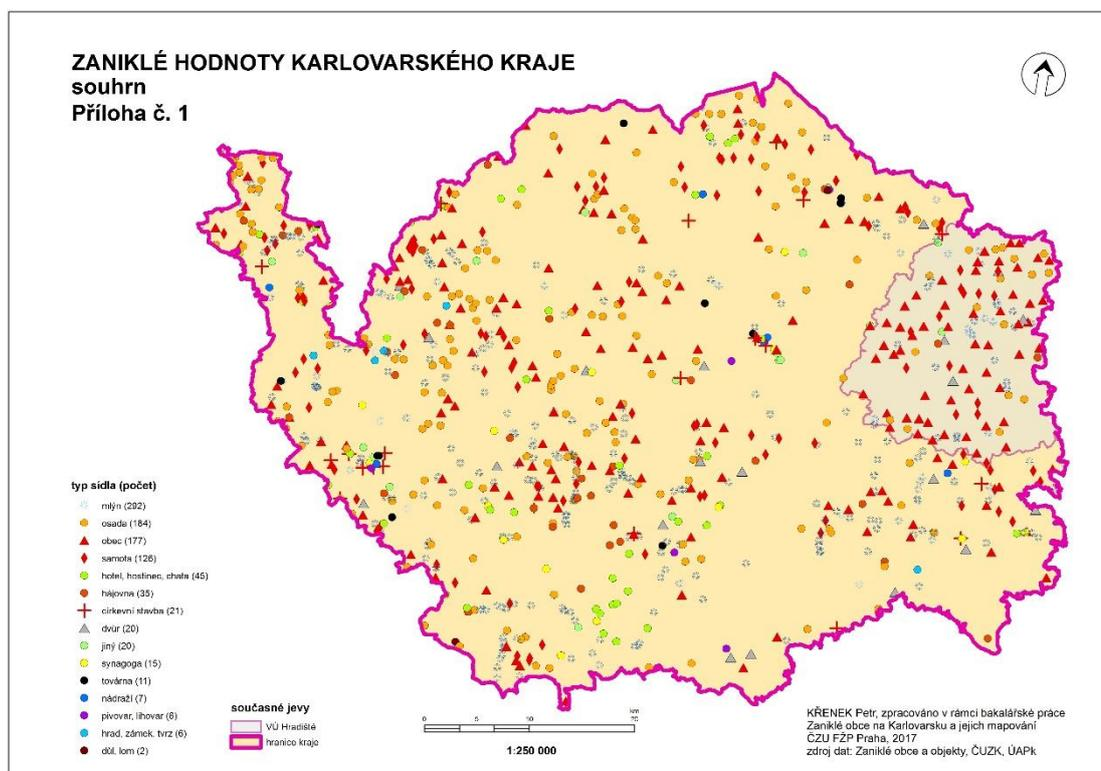 ZANIKLÉ HODNOTY KARLOVARSKÉHO KRAJE
souhrn
Příloha č. 1
typ sídla (počet)
mlýn (292)
osada (184)
obec (177)
samota (126)
hotel, hostinec, chata (45)
hájovna (35)
církevní stavba (21)
dvůr (20)
jiný (20)
synagoga (15)
továrna (11)
nádraží (7)
pivovar, lihovar (6)
hrad, zámek, tvrz (6)
důl, lom (2)
současné jevy
VÚ Hradiště
hranice kraje
km
0 5 10 20
1:250 000
KŘENEK Petr, zpracováno v rámci bakalářské práce
Zaniklé obce na Karlovarsku a jejich mapování
ČZU FŽP Praha, 2017
zdroj dat: Zaniklé obce a objekty, ČUZK, ÚAPk